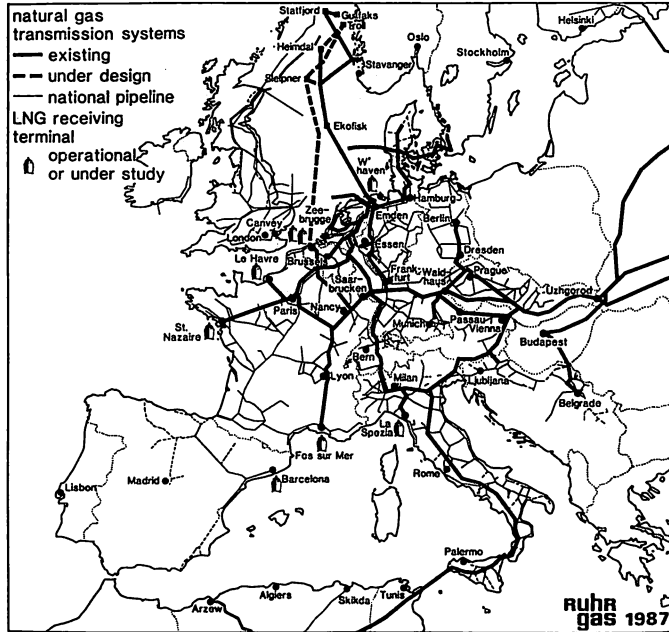 natural gas
transmission systems
existing
under design
national pipeline
LNG receiving
terminal
operational
or under study
Statfjord
Gullfaks
Troll
Heimdal
Sleipner
Stavanger
Oslo
Stockholm
Helsinki
Ekofisk
W'
haven
Hamburg
Emden
Berlin
Zee-
brugge
Canvey
London
Essen
Dresden
Le Havre
Brussels
Frank
furt
Wald
haus
Prague
Saar-
brucken
Uzhgorod
Paris
Nancy
Munich
Passau
Vienna
St.
Nazaire
Budapest
Bern
Lyon
Milan
Ljubljana
Belgrade
La
Spezia
Fos sur Mer
Madrid
Barcelona
Lisbon
Rome
Palermo
Algiers
Arzew
Skikda
Tunis
RUHR
gas 1987